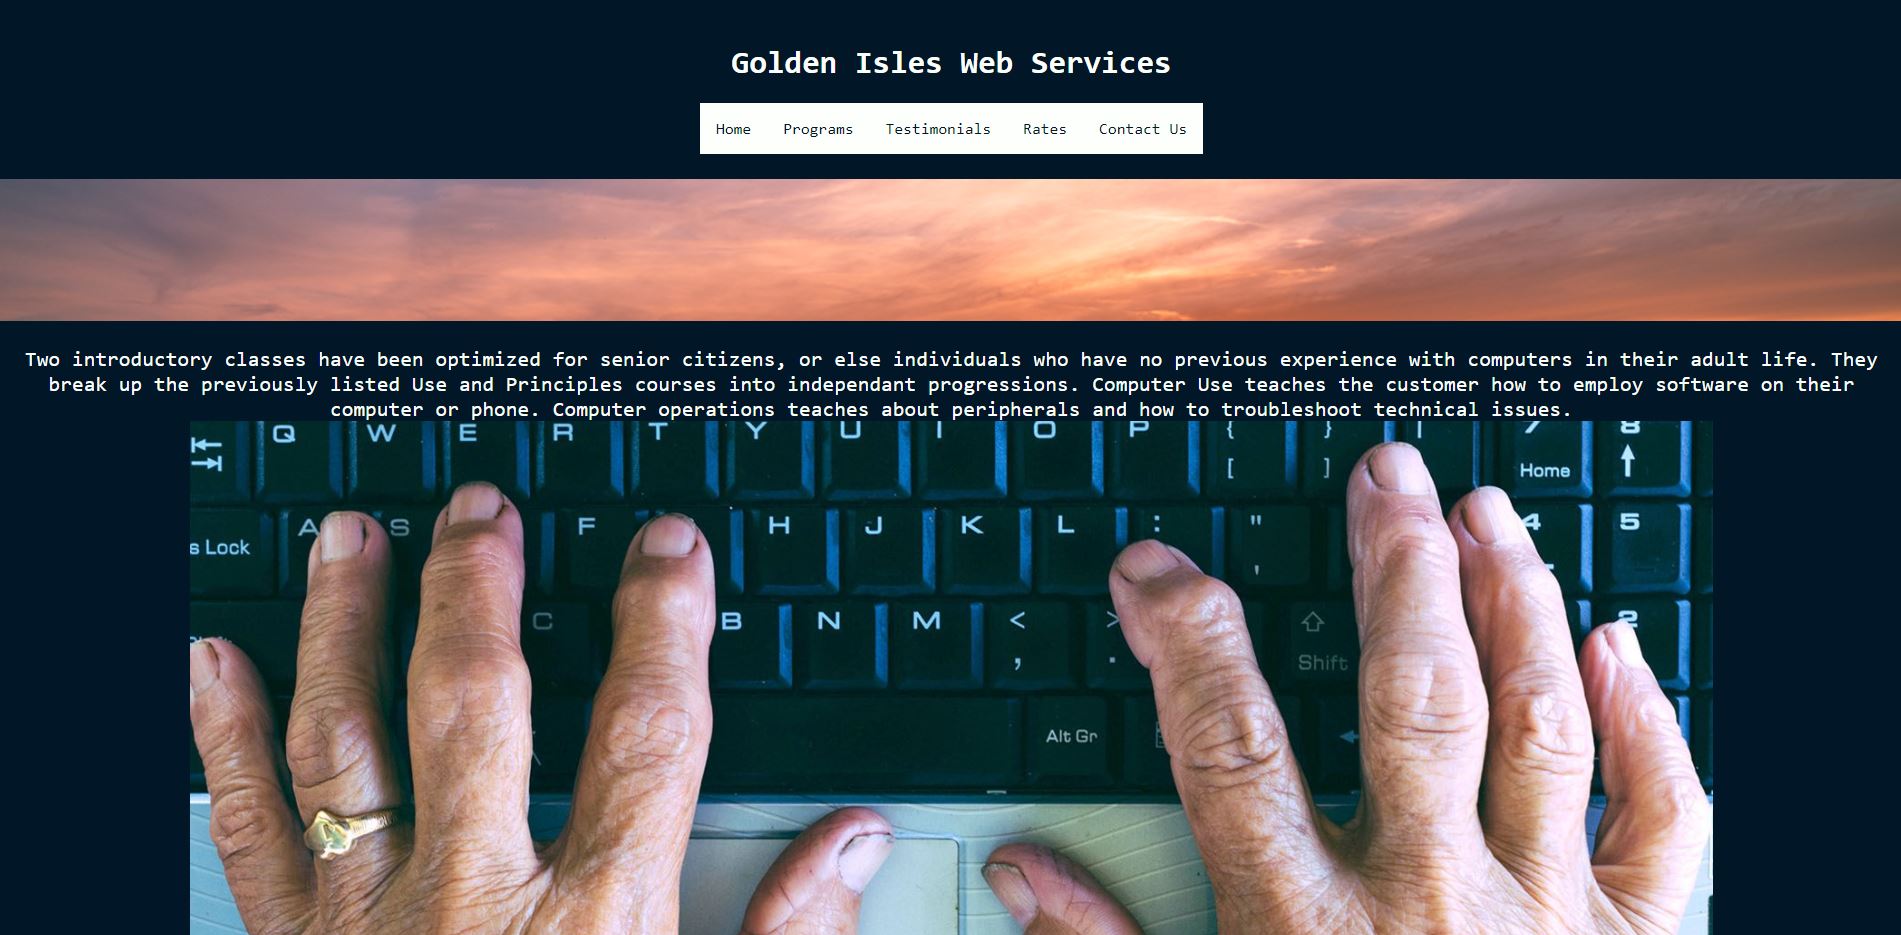 Golden Isles Web Services
Home Programs Testimonials Rates Contact Us
Two introductory classes have been optimized for senior citizens, or else individuals who have no previous experience with computers in their adult life. They
break up the previously listed Use and Principles courses into independant progressions. Computer Use teaches the customer how to employ software on their
computer or phone. Computer operations teaches about peripherals and how to troubleshoot technical issues.
Q W E R T Y U I O P { } | 7 8
[ ] Home
A S F H J K L : " 4 5
s Lock ,
C B N M < > 2
, . Shift
Alt Gr